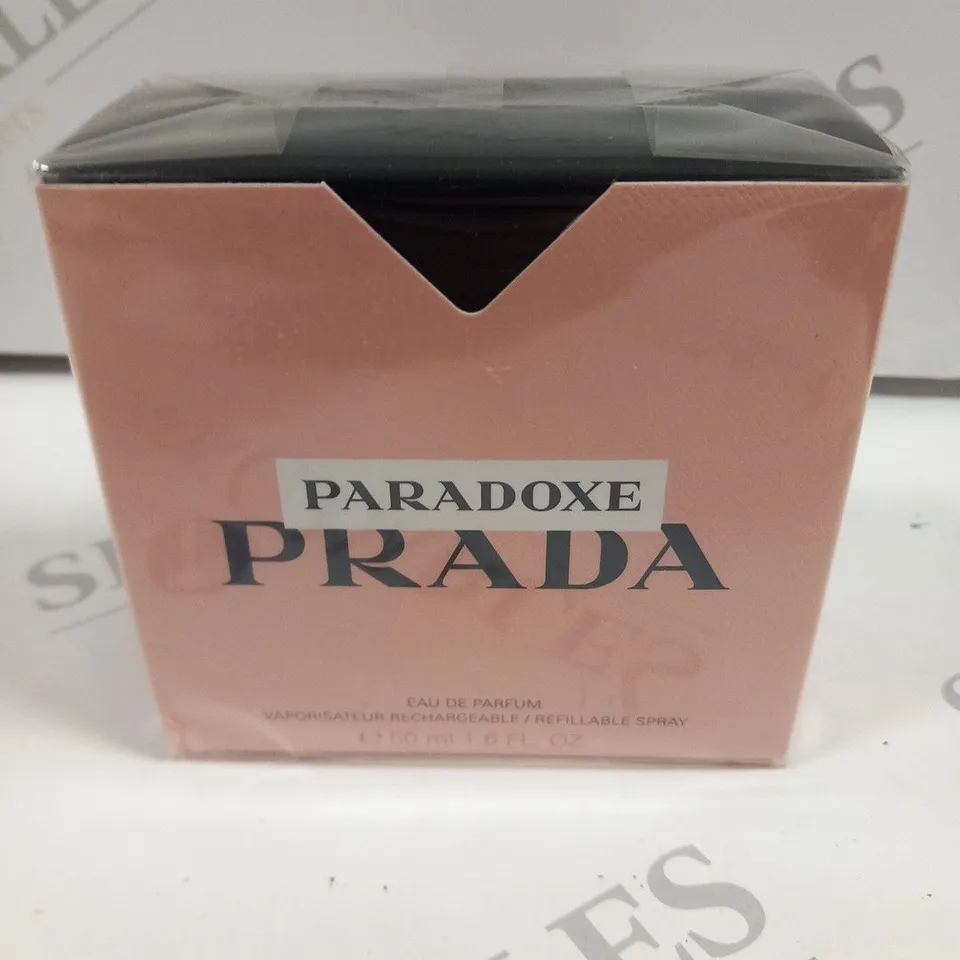 PARADOXE
PRADA
EAU DE PARFUM
VAPORISATEUR RECHARGEABLE / REFILLABLE SPRAY
50 ml 1.6 FL. OZ